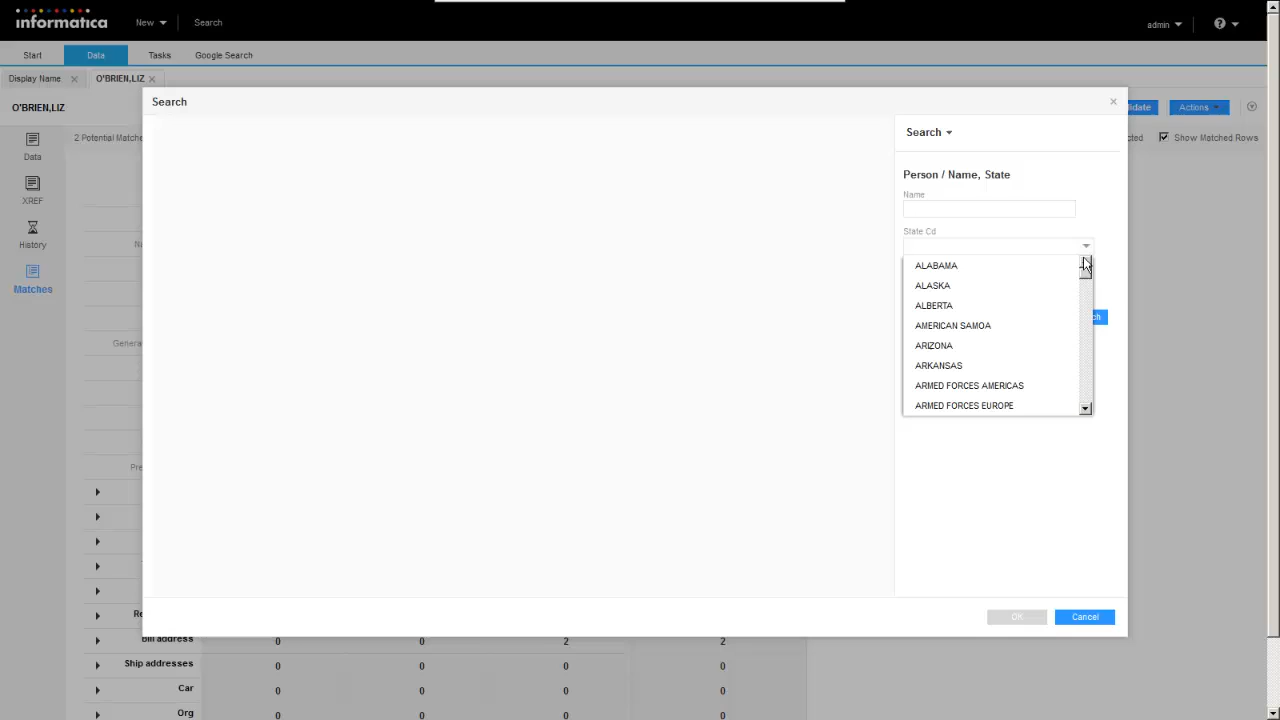 informatica
New
Search
admin
?
Start
Data
Tasks
Google Search
Display Name
O'BRIEN,LIZ
O'BRIEN,LIZ
Actions
2 Potential
Show Matched Rows
Data
XREF
History
Matches
Search
Search
Person / Name, State
Name
State Cd
ALABAMA
ALASKA
ALBERTA
AMERICAN SAMOA
ARIZONA
ARKANSAS
ARMED FORCES AMERICAS
ARMED FORCES EUROPE
OK
Cancel
Bill address
0 0 2 2
Ship addresses
0 0 0 0
Car
0 0 0 0
Org
0 0 0 0